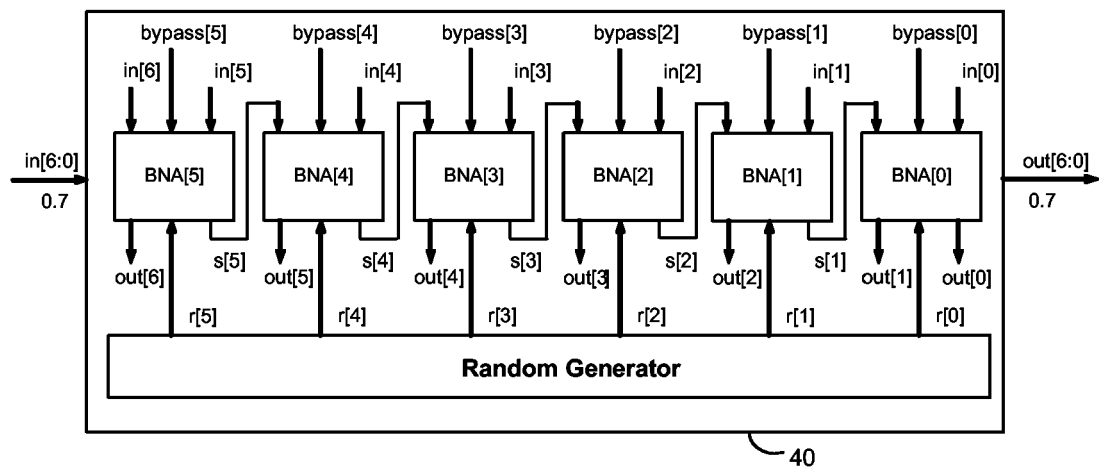 bypass[5] bypass[4] bypass[3] bypass[2] bypass[1] bypass[0]
in[6] in[5] in[4] in[3] in[2] in[1] in[0]
in[6:0] BNA[5] BNA[4] BNA[3] BNA[2] BNA[1] BNA[0] out[6:0]
0.7 0.7
s[5] s[4] s[3] s[2] s[1]
out[6] out[5] out[4] out[3] out[2] out[1] out[0]
r[5] r[4] r[3] r[2] r[1] r[0]
Random Generator
40